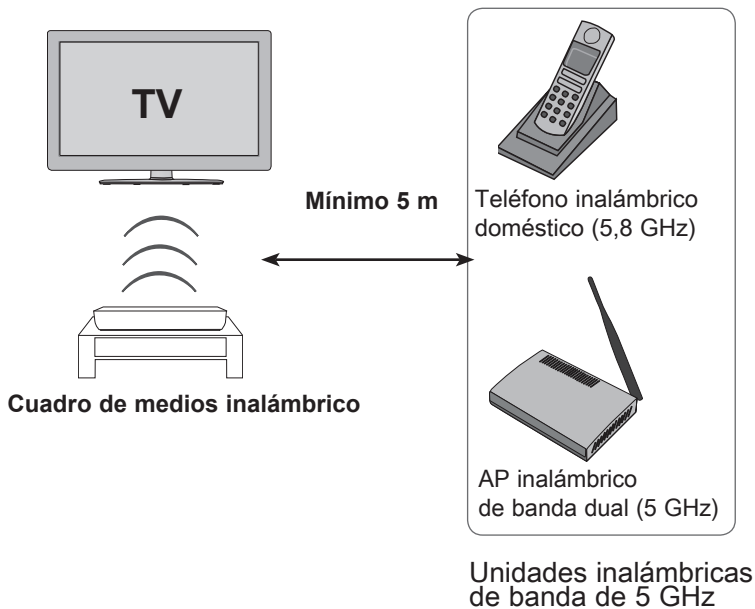 TV
Mínimo 5 m
Cuadro de medios inalámbrico
Teléfono inalámbrico
doméstico (5,8 GHz)
AP inalámbrico
de banda dual (5 GHz)
Unidades inalámbricas
de banda de 5 GHz